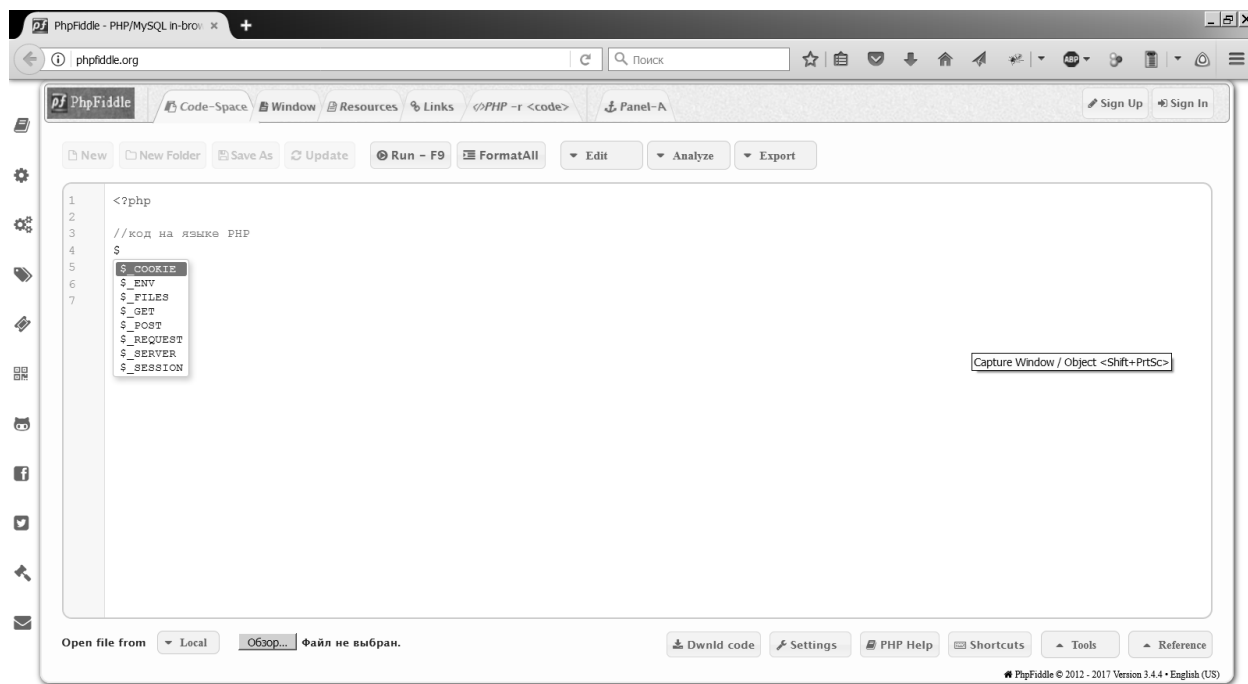 PhpFiddle - PHP/MySQL in-brow
phpfiddle.org
Поиск
PhpFiddle
Code-Space Window Resources Links PHP -r <code> Panel-A
Sign Up Sign In
New New Folder Save As Update Run - F9 FormatAll Edit Analyze Export
1 <?php
2
3 //код на языке PHP
4 $
5 $_COOKIE
6 $_ENV
$_FILES
7 $_GET
$_POST
$_REQUEST
$_SERVER
$_SESSION
Capture Window / Object <Shift+PrtSc>
Open file from Local Обзор... Файл не выбран.
Dwnld code Settings PHP Help Shortcuts Tools Reference
PhpFiddle © 2012 - 2017 Version 3.4.4 • English (US)